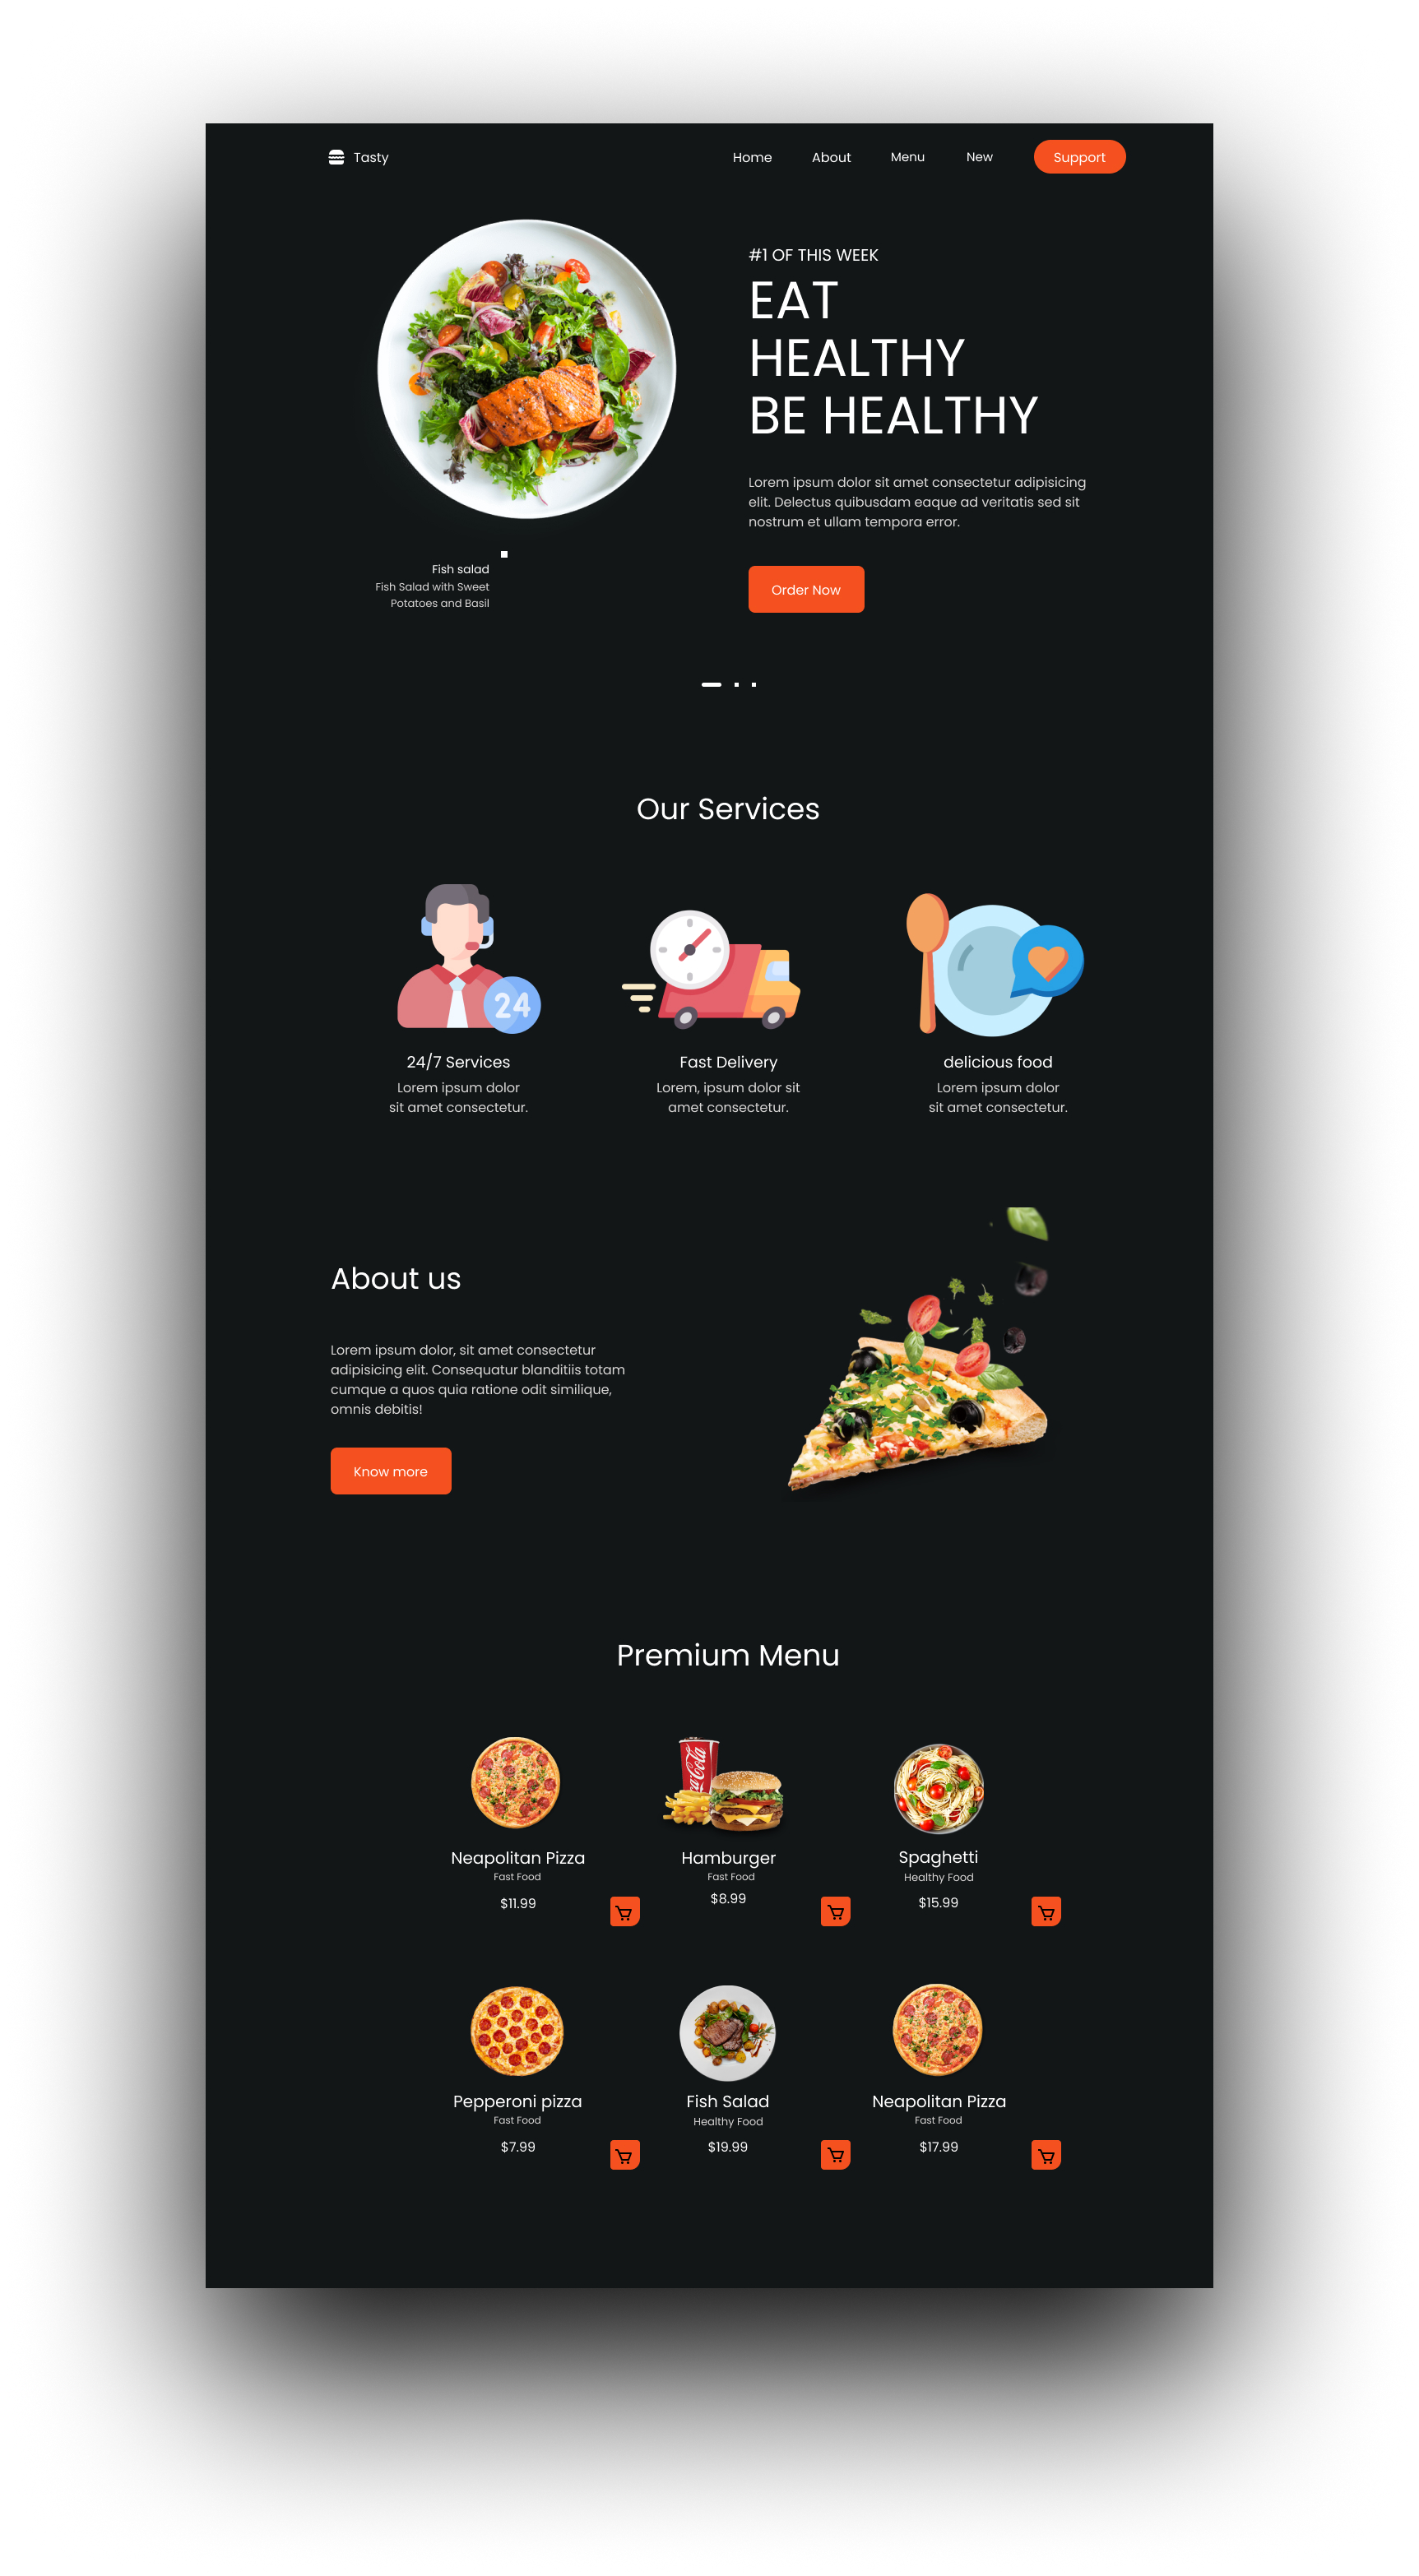 Tasty
Home About Menu New Support
#1 OF THIS WEEK
EAT
HEALTHY
BE HEALTHY
Lorem ipsum dolor sit amet consectetur adipisicing
elit. Delectus quibusdam eaque ad veritatis sed sit
nostrum et ullam tempora error.
Order Now
Fish salad
Fish Salad with Sweet
Potatoes and Basil
Our Services
24
24/7 Services
Lorem ipsum dolor
sit amet consectetur.
Fast Delivery
Lorem, ipsum dolor sit
amet consectetur.
delicious food
Lorem ipsum dolor
sit amet consectetur.
About us
Lorem ipsum dolor, sit amet consectetur
adipisicing elit. Consequatur blanditiis totam
cumque a quos quia ratione odit similique,
omnis debitis!
Know more
Premium Menu
Neapolitan Pizza
Fast Food
$11.99
ca-Cola
Hamburger
Fast Food
$8.99
Spaghetti
Healthy Food
$15.99
Pepperoni pizza
Fast Food
$7.99
Fish Salad
Healthy Food
$19.99
Neapolitan Pizza
Fast Food
$17.99